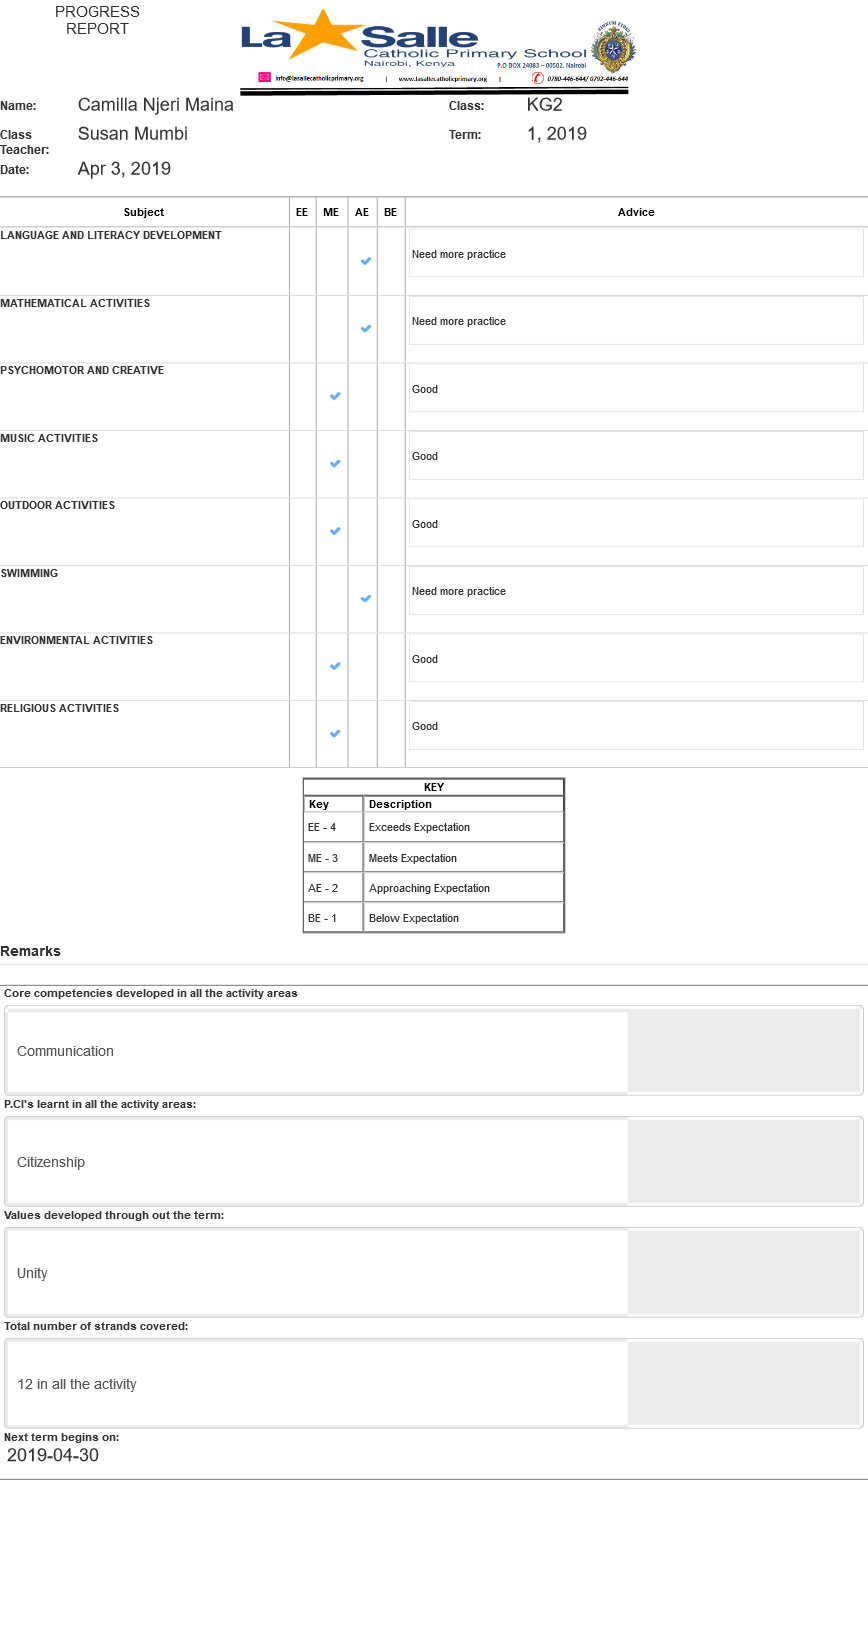 PROGRESS
REPORT
La Salle
Catholic Primary School
Nairobi, Kenya
P.O BOX 24083 – 00502, Nairobi
info@lasallecatholicprimary.org | www.lasallecatholicprimary.org | 0780-446-644/ 0792-446-644
Name: Camilla Njeri Maina Class: KG2
Class Teacher: Susan Mumbi Term: 1, 2019
Date: Apr 3, 2019
Subject EE ME AE BE Advice
LANGUAGE AND LITERACY DEVELOPMENT ✔ Need more practice
MATHEMATICAL ACTIVITIES ✔ Need more practice
PSYCHOMOTOR AND CREATIVE ✔ Good
MUSIC ACTIVITIES ✔ Good
OUTDOOR ACTIVITIES ✔ Good
SWIMMING ✔ Need more practice
ENVIRONMENTAL ACTIVITIES ✔ Good
RELIGIOUS ACTIVITIES ✔ Good
KEY
Key Description
EE - 4 Exceeds Expectation
ME - 3 Meets Expectation
AE - 2 Approaching Expectation
BE - 1 Below Expectation
Remarks
Core competencies developed in all the activity areas
Communication
P.CI's learnt in all the activity areas:
Citizenship
Values developed through out the term:
Unity
Total number of strands covered:
12 in all the activity
Next term begins on:
2019-04-30